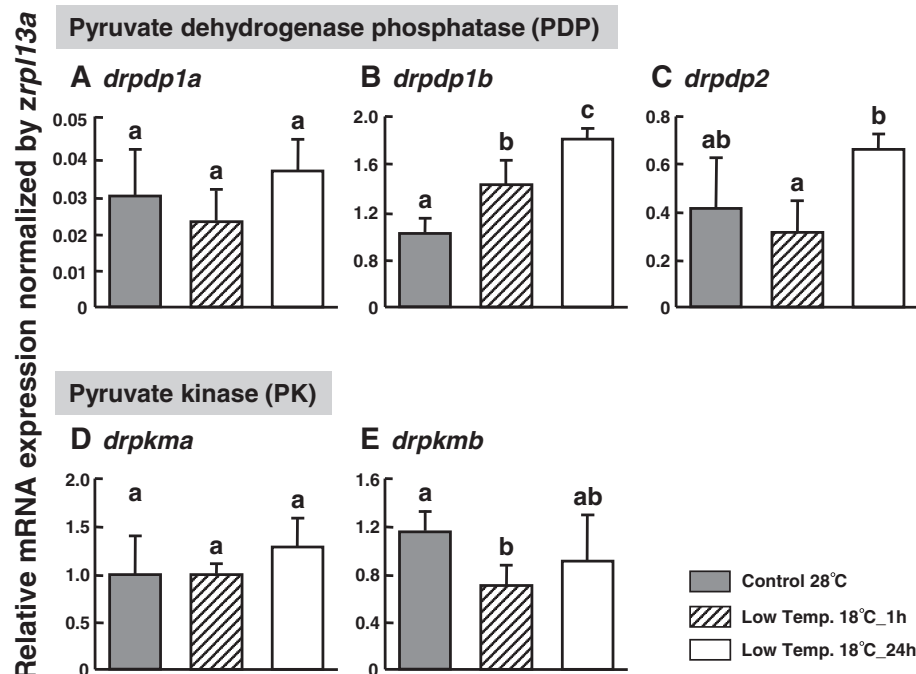 Relative mRNA expression normalized by zrpl13a
Pyruvate dehydrogenase phosphatase (PDP)
A drpdp1a
0.05
0.04
0.03
0.02
0.01
0
a
a
a
B drpdp1b
2.0
1.6
1.2
0.8
0
a
b
c
C drpdp2
0.8
0.6
0.4
0.2
0
ab
a
b
Pyruvate kinase (PK)
D drpkma
2.0
1.5
1.0
0.5
0
a
a
a
E drpkmb
1.6
1.2
0.8
0.4
0
a
b
ab
Control 28°C
Low Temp. 18°C_1h
Low Temp. 18°C_24h